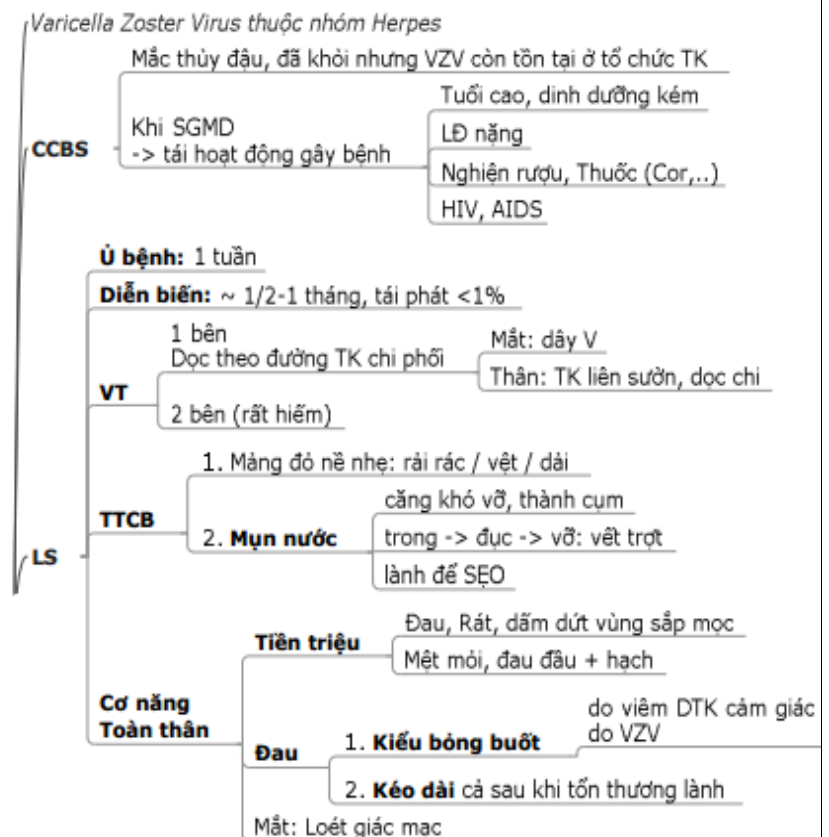 Varicella Zoster Virus thuộc nhóm Herpes
CCBS
Mắc thủy đậu, đã khỏi nhưng VZV còn tồn tại ở tổ chức TK
Khi SGMD
-> tái hoạt động gây bệnh
Tuổi cao, dinh dưỡng kém
LĐ nặng
Nghiện rượu, Thuốc (Cor,..)
HIV, AIDS
LS
Ủ bệnh: 1 tuần
Diễn biến: ~ 1/2-1 tháng, tái phát <1%
VT
1 bên
Dọc theo đường TK chi phối
Mắt: dây V
Thân: TK liên sườn, dọc chi
2 bên (rất hiếm)
TTCB
1. Mảng đỏ nề nhẹ: rải rác / vệt / dải
2. Mụn nước
căng khó vỡ, thành cụm
trong -> đục -> vỡ: vết trợt
lành để SẸO
Cơ năng
Toàn thân
Tiền triệu
Đau, Rát, dấm dứt vùng sắp mọc
Mệt mỏi, đau đầu + hạch
Đau
1. Kiểu bỏng buốt
do viêm DTK cảm giác
do VZV
2. Kéo dài cả sau khi tổn thương lành
Mắt: Loét giác mạc